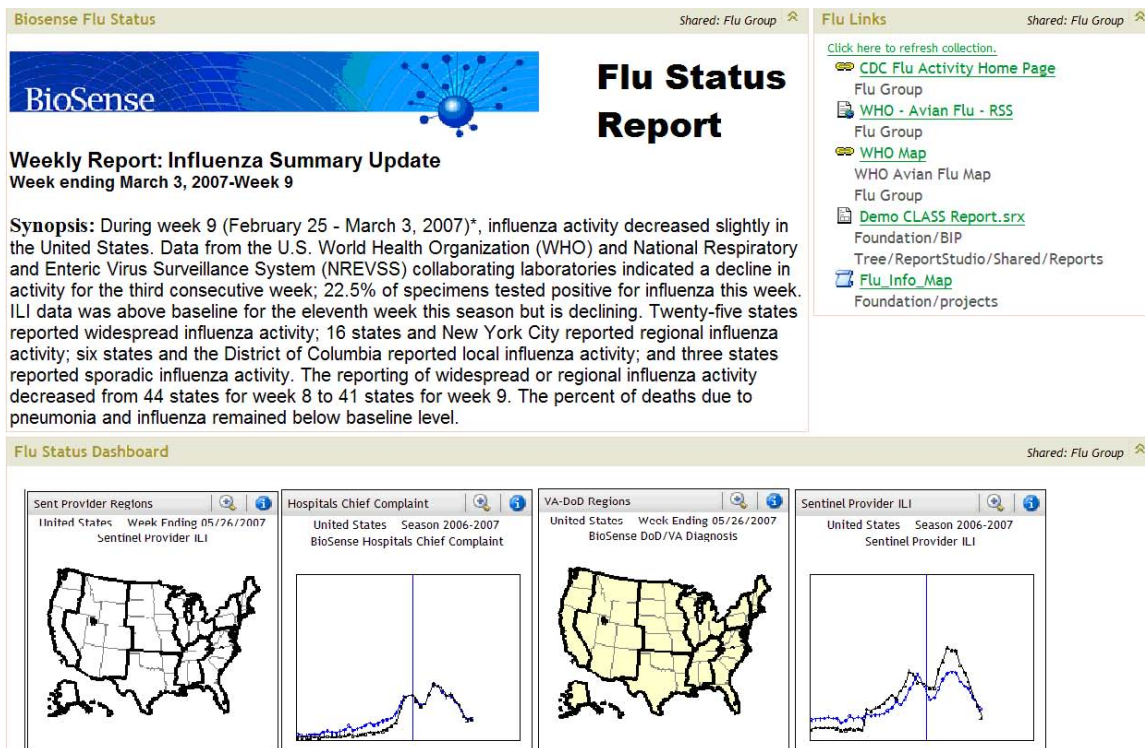 Biosense Flu Status
Shared: Flu Group
BioSense
Flu Status
Report
Weekly Report: Influenza Summary Update
Week ending March 3, 2007-Week 9
Synopsis: During week 9 (February 25 - March 3, 2007)*, influenza activity decreased slightly in
the United States. Data from the U.S. World Health Organization (WHO) and National Respiratory
and Enteric Virus Surveillance System (NREVSS) collaborating laboratories indicated a decline in
activity for the third consecutive week; 22.5% of specimens tested positive for influenza this week.
ILI data was above baseline for the eleventh week this season but is declining. Twenty-five states
reported widespread influenza activity; 16 states and New York City reported regional influenza
activity; six states and the District of Columbia reported local influenza activity; and three states
reported sporadic influenza activity. The reporting of widespread or regional influenza activity
decreased from 44 states for week 8 to 41 states for week 9. The percent of deaths due to
pneumonia and influenza remained below baseline level.
Flu Links
Shared: Flu Group
Click here to refresh collection.
CDC Flu Activity Home Page
Flu Group
WHO - Avian Flu - RSS
Flu Group
WHO Map
WHO Avian Flu Map
Flu Group
Demo CLASS Report.srx
Foundation/BIP
Tree/ReportStudio/Shared/Reports
Flu_Info_Map
Foundation/projects
Flu Status Dashboard
Shared: Flu Group
Sent Provider Regions
United States Week Ending 05/26/2007
Sentinel Provider ILI
Hospitals Chief Complaint
United States Season 2006-2007
BioSense Hospitals Chief Complaint
VA-DoD Regions
United States Week Ending 05/26/2007
BioSense DoD/VA Diagnosis
Sentinel Provider ILI
United States Season 2006-2007
Sentinel Provider ILI